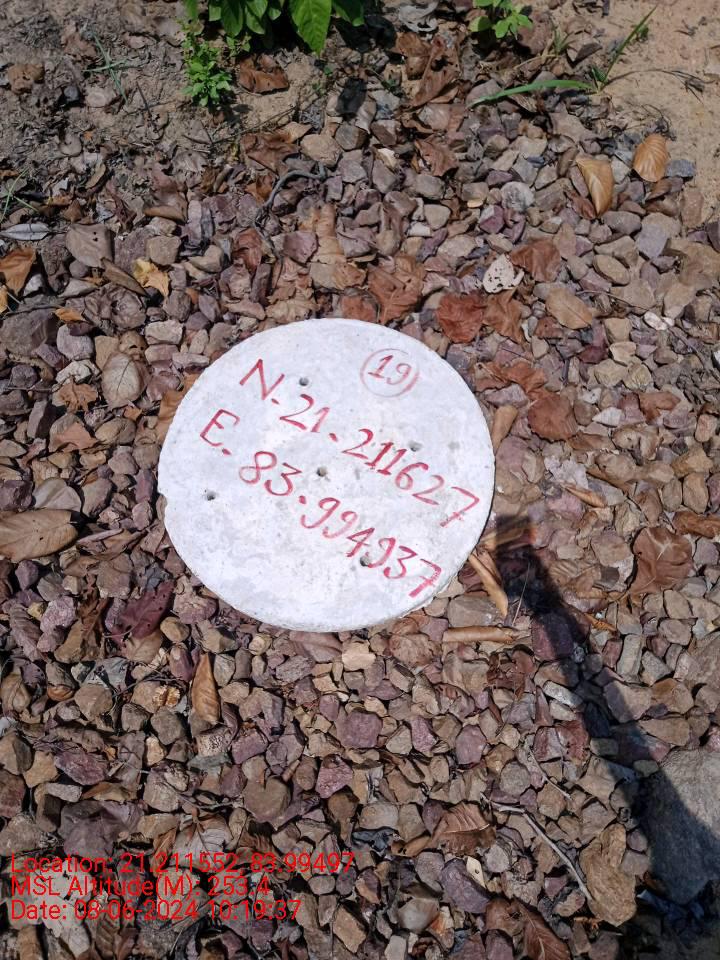 19
N-21.211627
E.83.994937
Location: 21.211552 83.99497
MSL Altitude(M): 253.4
Date: 08-06-2024 10:19:37